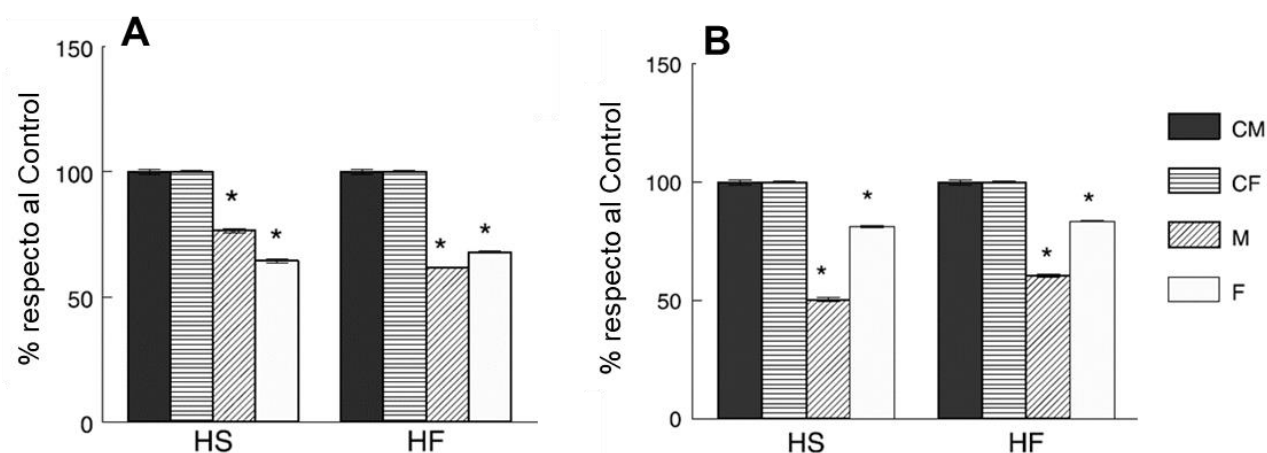 A
% respecto al Control
150
100
50
0
*
*
*
*
HS
HF
B
% respecto al Control
150
100
50
0
*
*
*
*
HS
HF
CM
CF
M
F